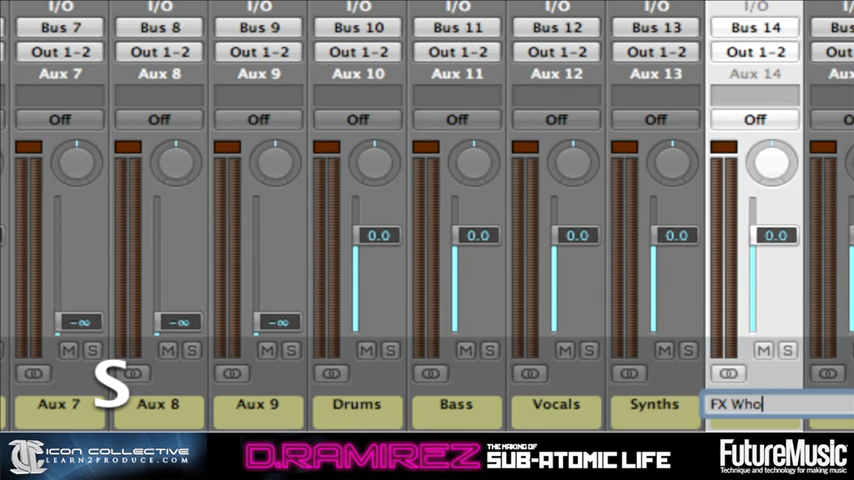 I/O I/O I/O I/O I/O I/O I/O I/O
Bus 7 Bus 8 Bus 9 Bus 10 Bus 11 Bus 12 Bus 13 Bus 14
Out 1-2 Out 1-2 Out 1-2 Out 1-2 Out 1-2 Out 1-2 Out 1-2 Out 1-2 Out
Aux 7 Aux 8 Aux 9 Aux 10 Aux 11 Aux 12 Aux 13 Aux 14
Off Off Off Off Off Off Off Off
0.0 0.0 0.0 0.0 0.0
-∞ -∞ -∞
M S M S M S M S M S M S M S M S
S
Aux 7 Aux 8 Aux 9 Drums Bass Vocals Synths FX Who
ICON COLLECTIVE
LEARN2PRODUCE.COM
D.RAMIREZ
THE MAKING OF
SUB-ATOMIC LIFE
FutureMusic
Technique and technology for making music